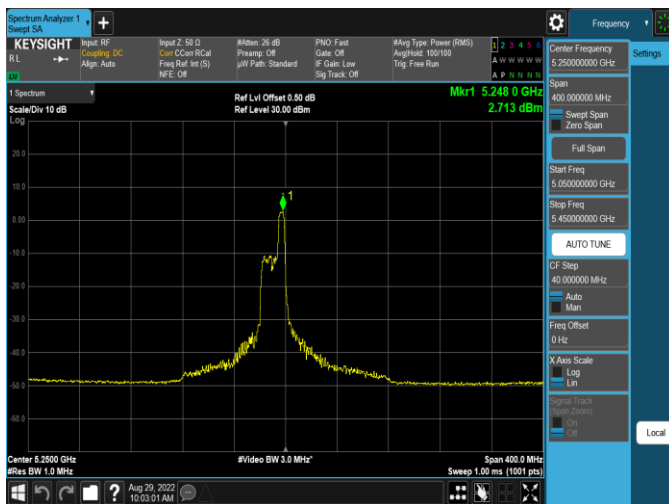 Spectrum Analyzer 1
Swept SA
+
Frequency
KEYSIGHT
RL
LU
Input: RF
Coupling: DC
Align: Auto
Input Z: 50 Ω
Corr CCorr RCal
Freq Ref: Int (S)
NFE: Off
#Atten: 26 dB
Preamp: Off
µW Path: Standard
PNO: Fast
Gate: Off
IF Gain: Low
Sig Track: Off
#Avg Type: Power (RMS)
Avg|Hold: 100/100
Trig: Free Run
1 2 3 4 5 6
A W W W W W
A P N N N N
1 Spectrum
Scale/Div 10 dB
Log
Ref Lvl Offset 0.50 dB
Ref Level 30.00 dBm
Mkr1 5.248 0 GHz
2.713 dBm
20.0
10.0
0.00
-10.0
-20.0
-30.0
-40.0
-50.0
-60.0
1
Center 5.2500 GHz
#Res BW 1.0 MHz
#Video BW 3.0 MHz*
Span 400.0 MHz
Sweep 1.00 ms (1001 pts)
Center Frequency
5.250000000 GHz
Span
400.000000 MHz
Swept Span
Zero Span
Full Span
Start Freq
5.050000000 GHz
Stop Freq
5.450000000 GHz
AUTO TUNE
CF Step
40.000000 MHz
Auto
Man
Freq Offset
0 Hz
X Axis Scale
Log
Lin
Signal Track
(Span Zoom)
On
Off
Settings
Local
?
Aug 29, 2022
10:03:01 AM